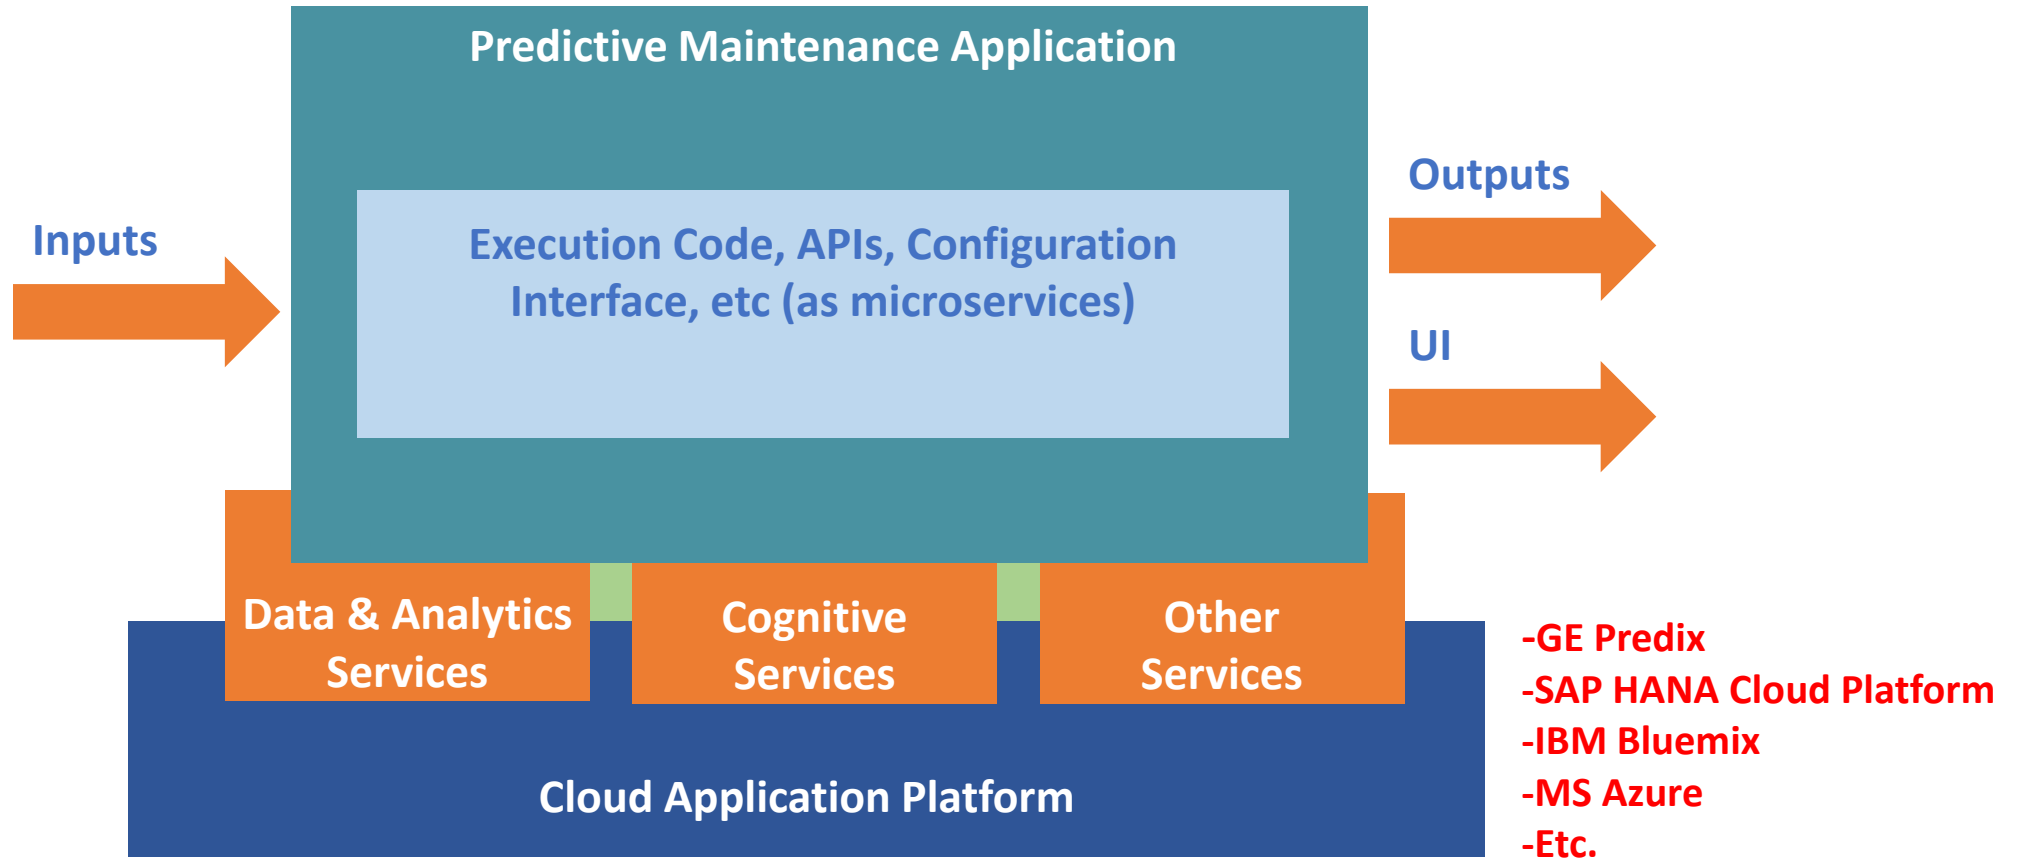 Predictive Maintenance Application
Inputs
Execution Code, APIs, Configuration
Interface, etc (as microservices)
Outputs
UI
Data & Analytics
Services
Cognitive
Services
Other
Services
Cloud Application Platform
-GE Predix
-SAP HANA Cloud Platform
-IBM Bluemix
-MS Azure
-Etc.